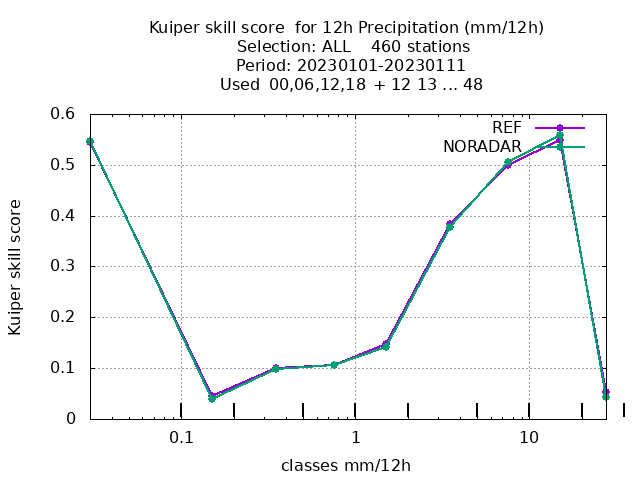 Kuiper skill score  for 12h Precipitation (mm/12h)
Selection: ALL    460 stations
Period: 20230101-20230111
Used  00,06,12,18  + 12 13 ... 48
REF
NORADAR
0.6
0.5
0.4
0.3
0.2
0.1
0
Kuiper skill score
0.1
1
10
classes mm/12h